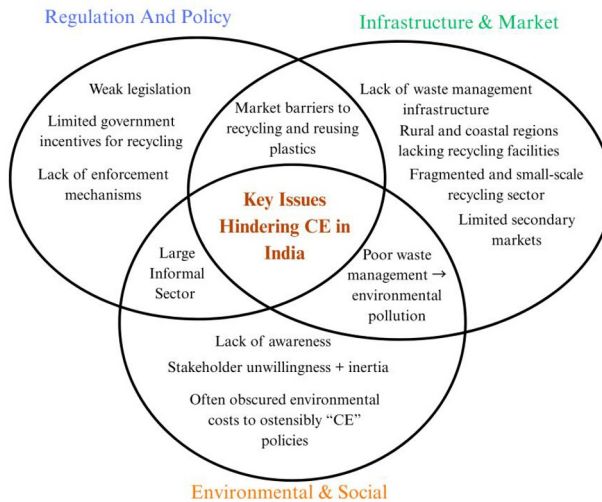 Regulation And Policy
Infrastructure & Market
Weak legislation
Limited government
incentives for recycling
Lack of enforcement
mechanisms
Market barriers to
recycling and reusing
plastics
Lack of waste management
infrastructure
Rural and coastal regions
lacking recycling facilities
Fragmented and small-scale
recycling sector
Limited secondary
markets
Key Issues
Hindering CE in
India
Large
Informal
Sector
Poor waste
management →
environmental
pollution
Lack of awareness
Stakeholder unwillingness + inertia
Often obscured environmental
costs to ostensibly “CE”
policies
Environmental & Social